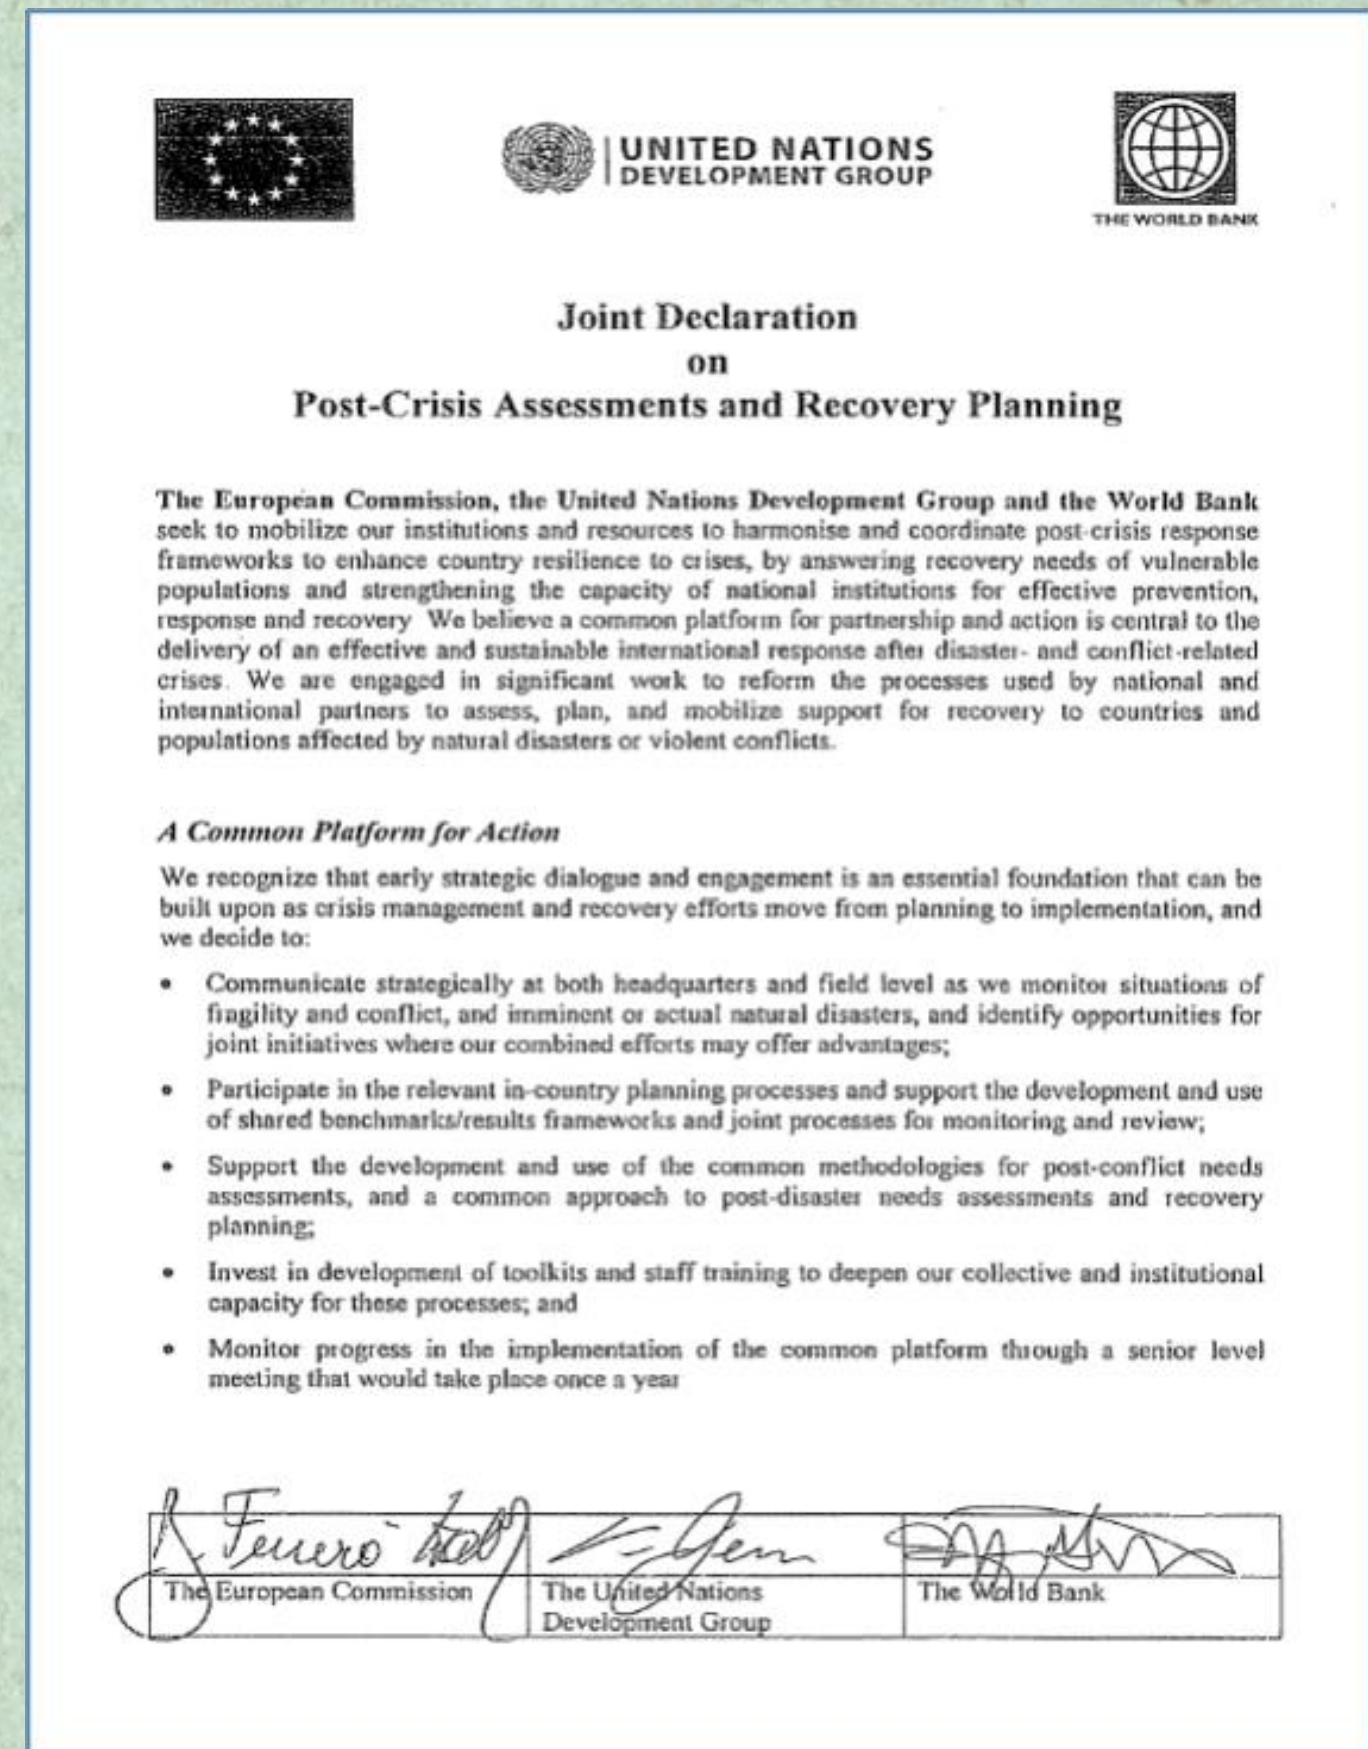 UNITED NATIONS
DEVELOPMENT GROUP
THE WORLD BANK
Joint Declaration
on
Post-Crisis Assessments and Recovery Planning
The European Commission, the United Nations Development Group and the World Bank
seek to mobilize our institutions and resources to harmonise and coordinate post-crisis response
frameworks to enhance country resilience to crises, by answering recovery needs of vulnerable
populations and strengthening the capacity of national institutions for effective prevention,
response and recovery We believe a common platform for partnership and action is central to the
delivery of an effective and sustainable international response after disaster- and conflict-related
crises. We are engaged in significant work to reform the processes used by national and
international partners to assess, plan, and mobilize support for recovery to countries and
populations affected by natural disasters or violent conflicts.
A Common Platform for Action
We recognize that early strategic dialogue and engagement is an essential foundation that can be
built upon as crisis management and recovery efforts move from planning to implementation, and
we decide to:
• Communicate strategically at both headquarters and field level as we monitor situations of
fragility and conflict, and imminent or actual natural disasters, and identify opportunities for
joint initiatives where our combined efforts may offer advantages;
• Participate in the relevant in-country planning processes and support the development and use
of shared benchmarks/results frameworks and joint processes for monitoring and review;
• Support the development and use of the common methodologies for post-conflict needs
assessments, and a common approach to post-disaster needs assessments and recovery
planning;
• Invest in development of toolkits and staff training to deepen our collective and institutional
capacity for these processes; and
• Monitor progress in the implementation of the common platform through a senior level
meeting that would take place once a year
The European Commission
The United Nations
Development Group
The World Bank